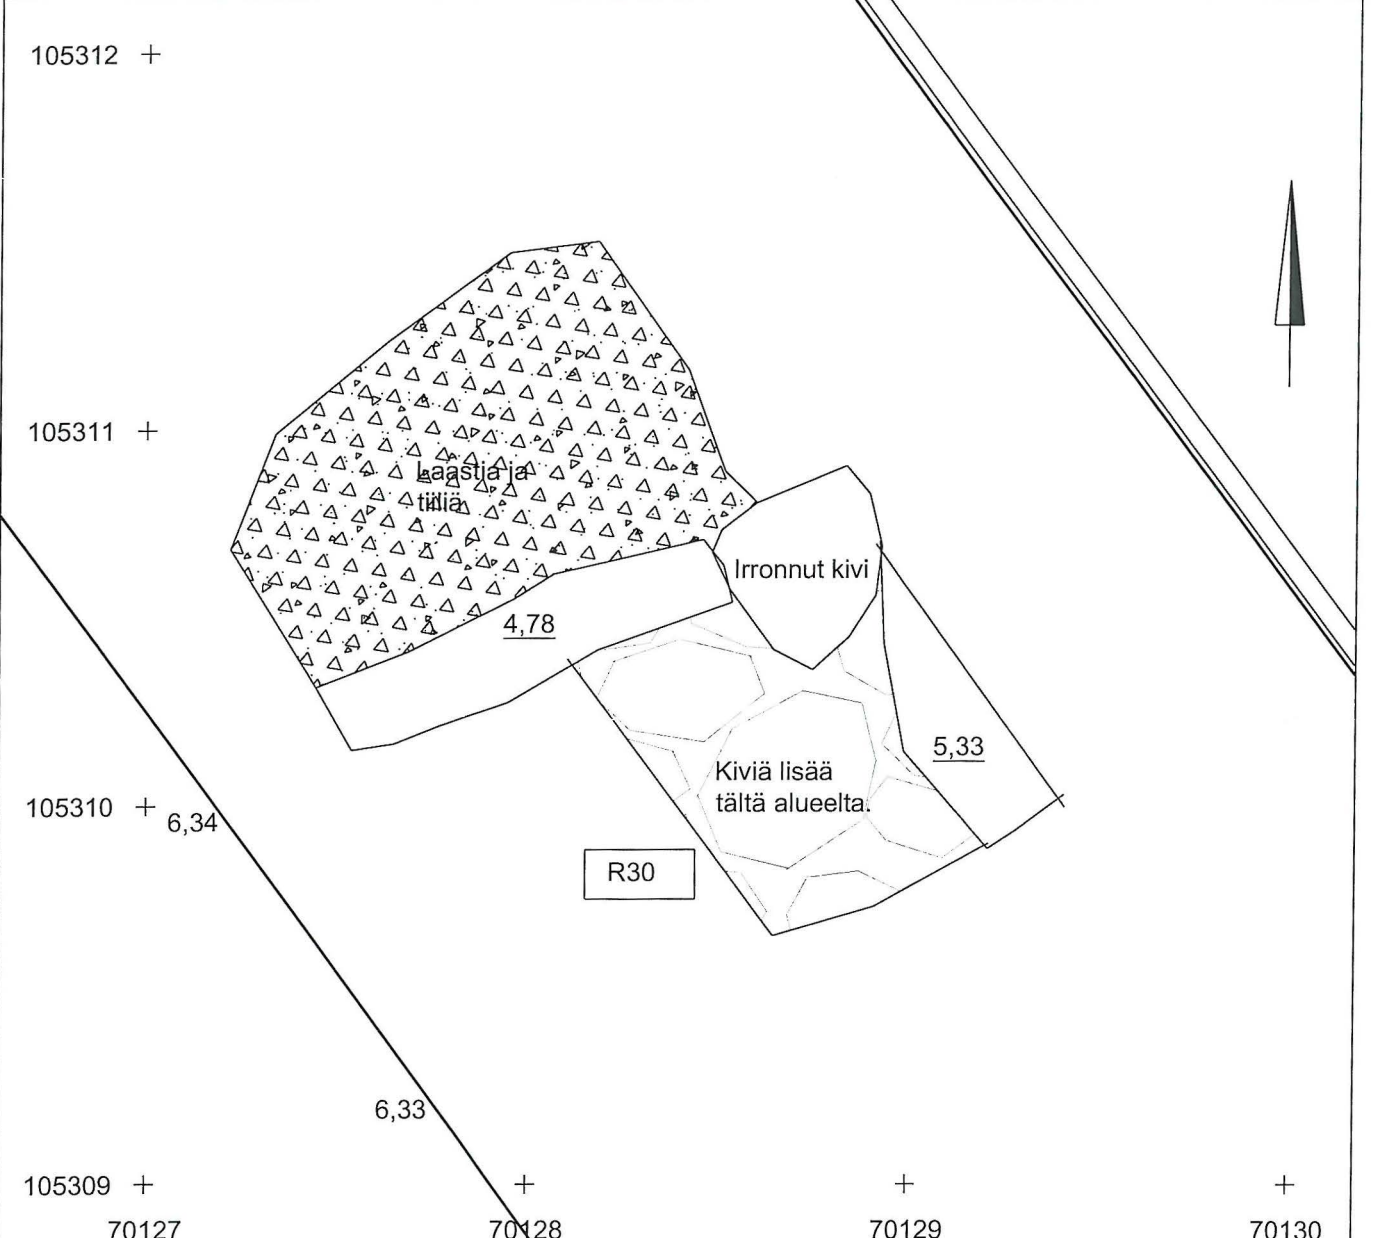 105312
105311
Laastia ja
tiiliä
Irronnut kivi
4,78
5,33
Kiviä lisää
tältä alueelta.
105310
6,34
R30
6,33
105309
70127 70128 70129 70130